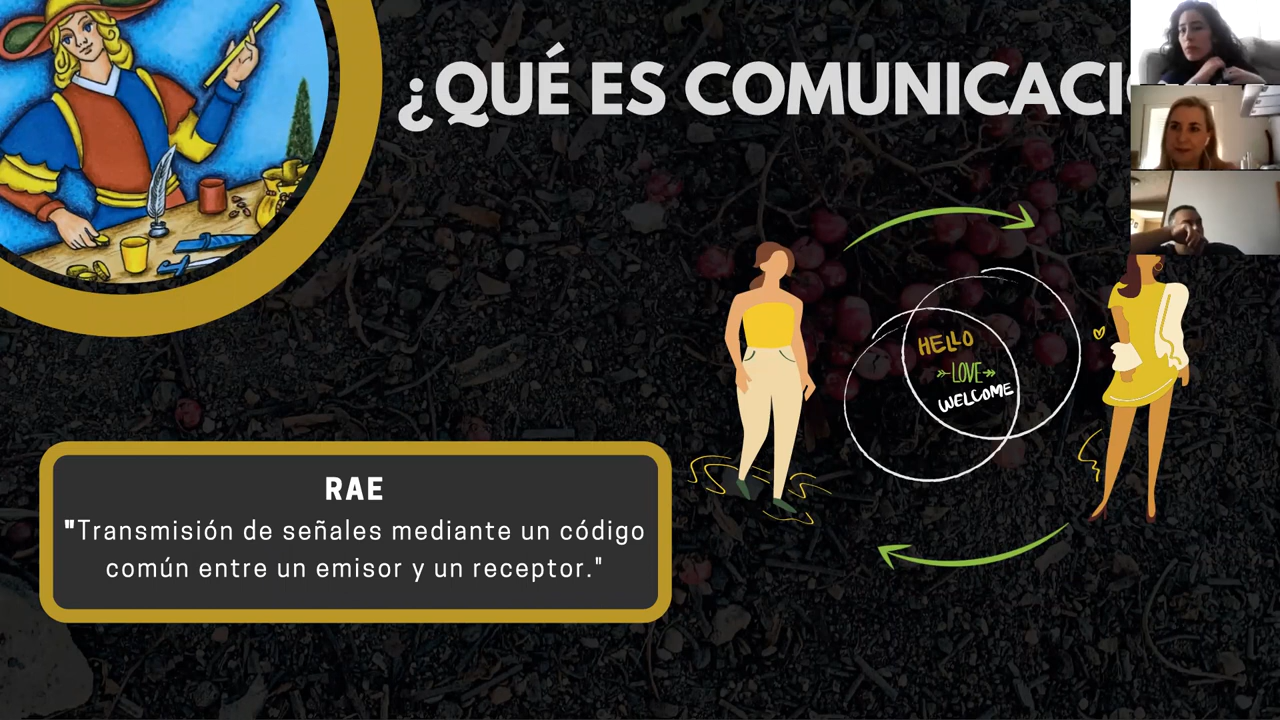 ¿QUÉ ES COMUNICACI
HELLO
LOVE
WELCOME
RAE
"Transmisión de señales mediante un código
común entre un emisor y un receptor."